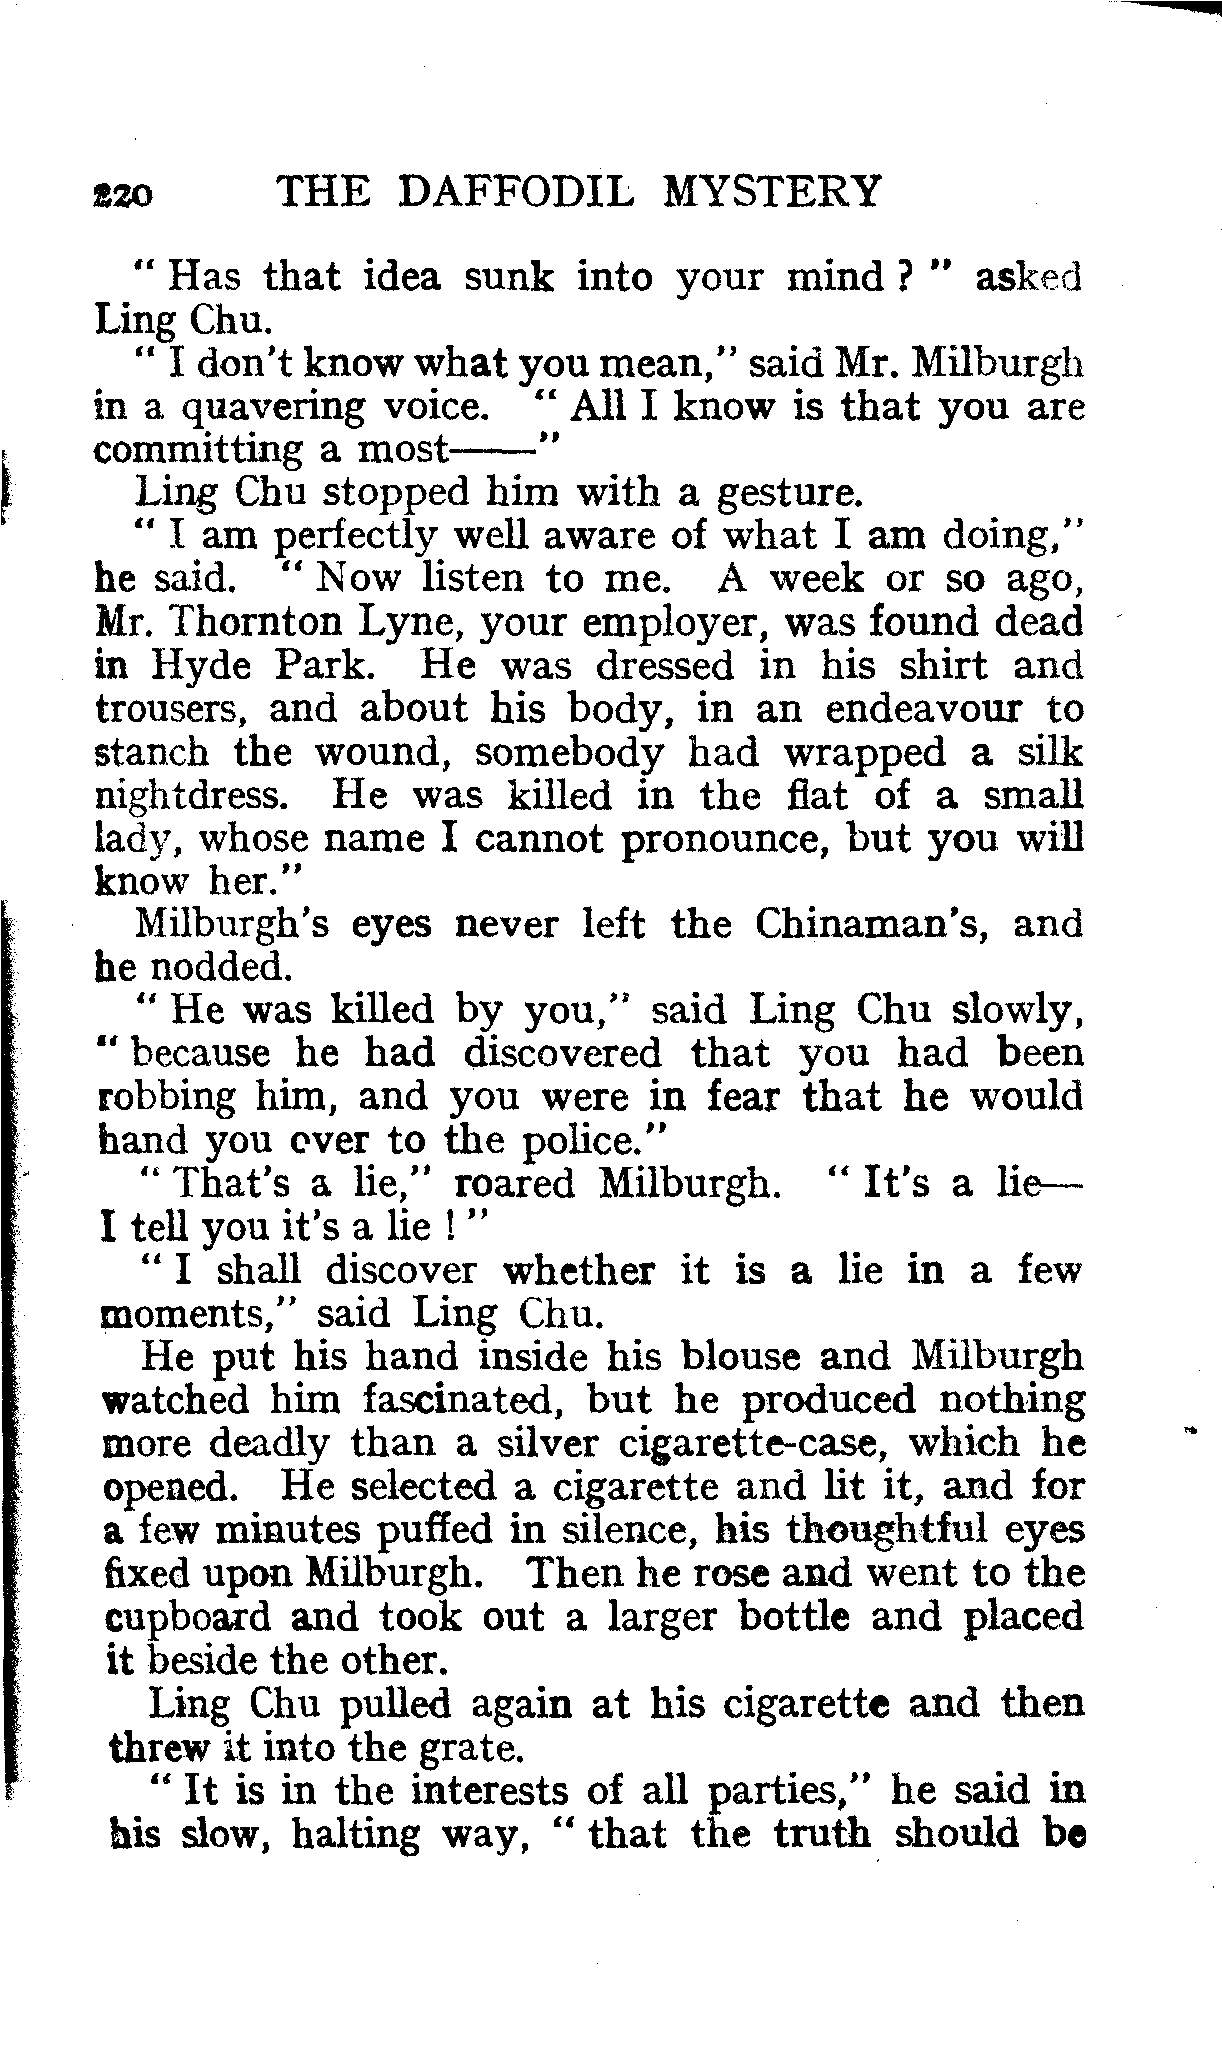 220 THE DAFFODIL MYSTERY
“ Has that idea sunk into your mind ? ” asked
Ling Chu.
“ I don't know what you mean,” said Mr. Milburgh
in a quavering voice. “ All I know is that you are
committing a most——”
Ling Chu stopped him with a gesture.
“ I am perfectly well aware of what I am doing,”
he said. “ Now listen to me. A week or so ago,
Mr. Thornton Lyne, your employer, was found dead
in Hyde Park. He was dressed in his shirt and
trousers, and about his body, in an endeavour to
stanch the wound, somebody had wrapped a silk
nightdress. He was killed in the flat of a small
lady, whose name I cannot pronounce, but you will
know her.”
Milburgh's eyes never left the Chinaman's, and
he nodded.
“ He was killed by you,” said Ling Chu slowly,
“ because he had discovered that you had been
robbing him, and you were in fear that he would
hand you over to the police.”
“ That's a lie,” roared Milburgh. “ It's a lie—
I tell you it's a lie ! ”
“ I shall discover whether it is a lie in a few
moments,” said Ling Chu.
He put his hand inside his blouse and Milburgh
watched him fascinated, but he produced nothing
more deadly than a silver cigarette-case, which he
opened. He selected a cigarette and lit it, and for
a few minutes puffed in silence, his thoughtful eyes
fixed upon Milburgh. Then he rose and went to the
cupboard and took out a larger bottle and placed
it beside the other.
Ling Chu pulled again at his cigarette and then
threw it into the grate.
“ It is in the interests of all parties,” he said in
his slow, halting way, “ that the truth should be